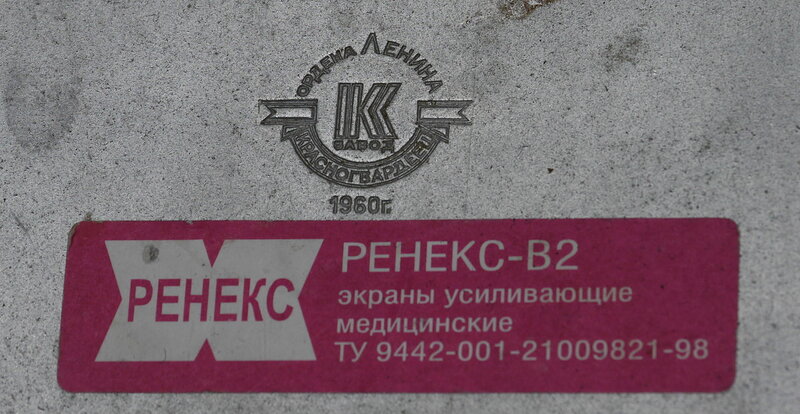 ОРДЕНА ЛЕНИНА
K
ЗАВОД
КРАСНОГВАРДЕЕЦ
1960г.
РЕНЕКС
РЕНЕКС-В2
экраны усиливающие
медицинские
ТУ 9442-001-21009821-98